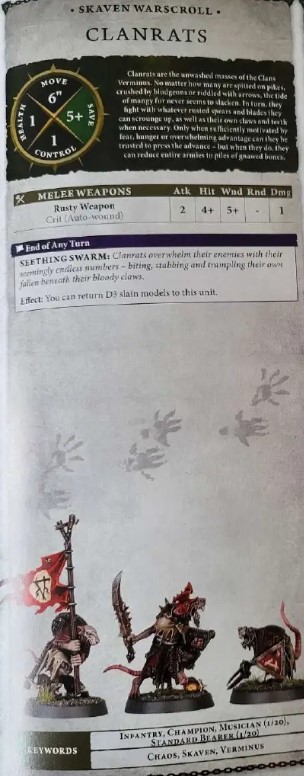 • SKAVEN WARSCROLL •
CLANRATS
MOVE
6"
HEALTH
1
5+
SAVE
1
CONTROL
Clanrats are the unwashed masses of the Clans
Verminus. No matter how many are spitted on pikes,
crushed by bludgeons or riddled with arrows, the tide
of mangy fur never seems to slacken. In turn, they
fight with whatever rusted spears and blades they
can scrounge up, as well as their own claws and teeth
when necessary. Only when sufficiently motivated by
fear, hunger or overwhelming advantage can they be
trusted to press the advance – but when they do, they
can reduce entire armies to piles of gnawed bones.
MELEE WEAPONS Atk Hit Wnd Rnd Dmg
Rusty Weapon 2 4+ 5+ - 1
Crit (Auto-wound)
End of Any Turn
SEETHING SWARM: Clanrats overwhelm their enemies with their
seemingly endless numbers – biting, stabbing and trampling their own
fallen beneath their bloody claws.
Effect: You can return D3 slain models to this unit.
KEYWORDS
INFANTRY, CHAMPION, MUSICIAN (1/20),
STANDARD BEARER (1/20)
CHAOS, SKAVEN, VERMINUS